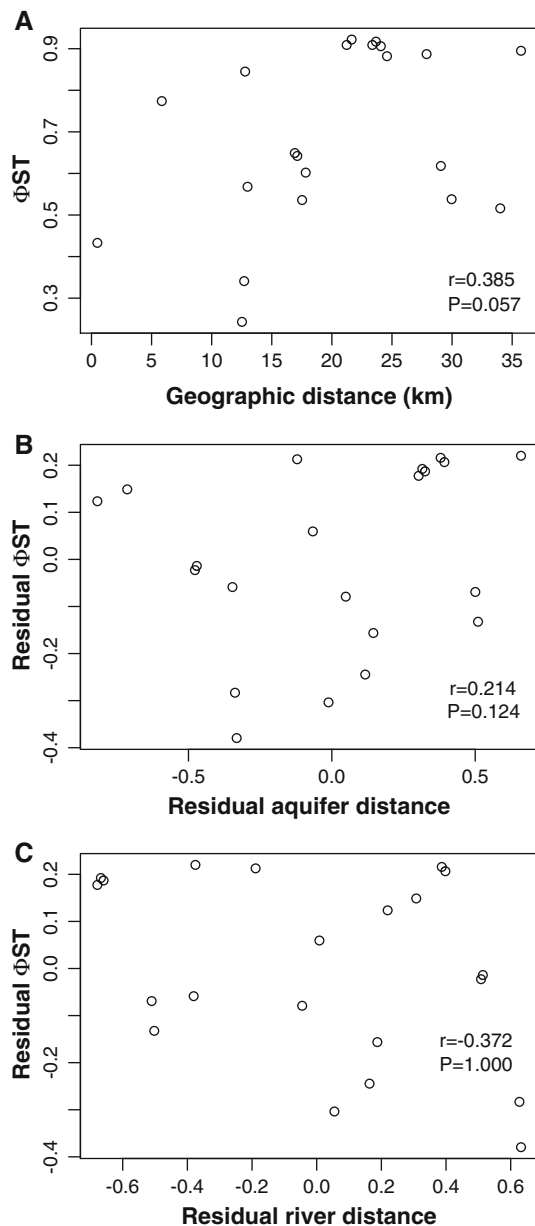 A
ΦST
0.9
0.7
0.5
0.3
r=0.385
P=0.057
0 5 10 15 20 25 30 35
Geographic distance (km)
B
Residual ΦST
0.2
0.1
0.0
-0.2
-0.4
r=0.214
P=0.124
-0.5 0.0 0.5
Residual aquifer distance
C
Residual ΦST
0.2
0.1
0.0
-0.2
-0.4
r=-0.372
P=1.000
-0.6 -0.4 -0.2 0.0 0.2 0.4 0.6
Residual river distance